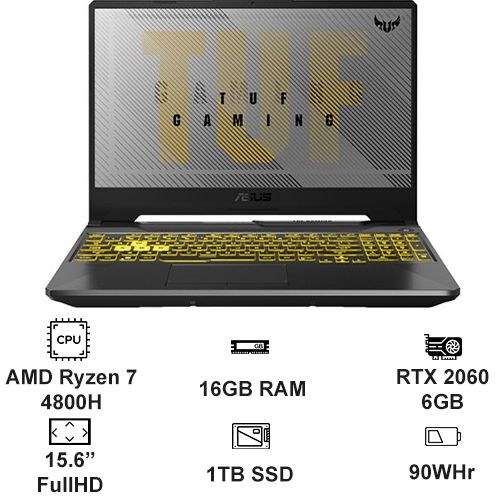 TUF
TUF
GAMING
ASUS
CPU
GB
AMD Ryzen 7
4800H
16GB RAM
RTX 2060
6GB
15.6”
FullHD
1TB SSD
90WHr